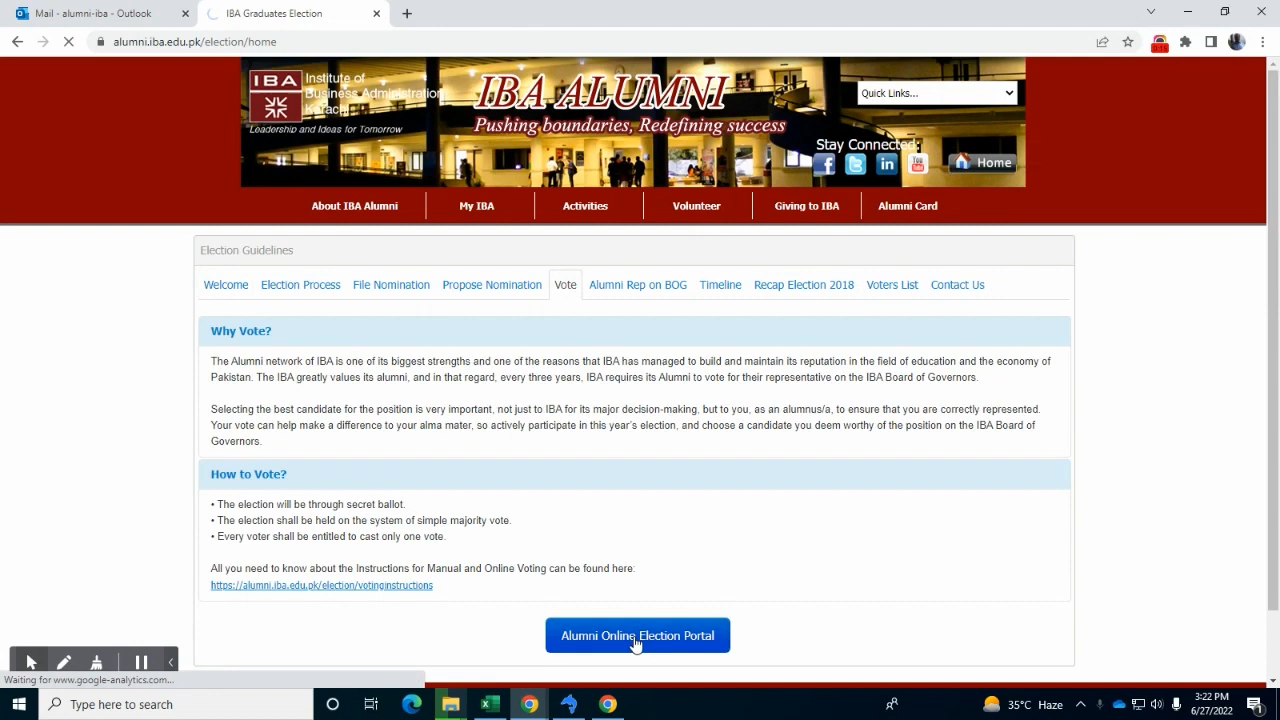 Mail - alumni-iba - Outlook
IBA Graduates Election
alumni.iba.edu.pk/election/home
0:16
IBA
Institute of
Business Administration
Karachi
Leadership and Ideas for Tomorrow
IBA ALUMNI
Pushing boundaries, Redefining success
Quick Links...
Stay Connected:
You Tube
Home
About IBA Alumni
My IBA
Activities
Volunteer
Giving to IBA
Alumni Card
Election Guidelines
Welcome
Election Process
File Nomination
Propose Nomination
Vote
Alumni Rep on BOG
Timeline
Recap Election 2018
Voters List
Contact Us
Why Vote?
The Alumni network of IBA is one of its biggest strengths and one of the reasons that IBA has managed to build and maintain its reputation in the field of education and the economy of
Pakistan. The IBA greatly values its alumni, and in that regard, every three years, IBA requires its Alumni to vote for their representative on the IBA Board of Governors.
Selecting the best candidate for the position is very important, not just to IBA for its major decision-making, but to you, as an alumnus/a, to ensure that you are correctly represented.
Your vote can help make a difference to your alma mater, so actively participate in this year's election, and choose a candidate you deem worthy of the position on the IBA Board of
Governors.
How to Vote?
• The election will be through secret ballot.
• The election shall be held on the system of simple majority vote.
• Every voter shall be entitled to cast only one vote.
All you need to know about the Instructions for Manual and Online Voting can be found here:
https://alumni.iba.edu.pk/election/votinginstructions
Alumni Online Election Portal
Waiting for www.google-analytics.com...
Type here to search
35°C Haze
3:22 PM
6/27/2022